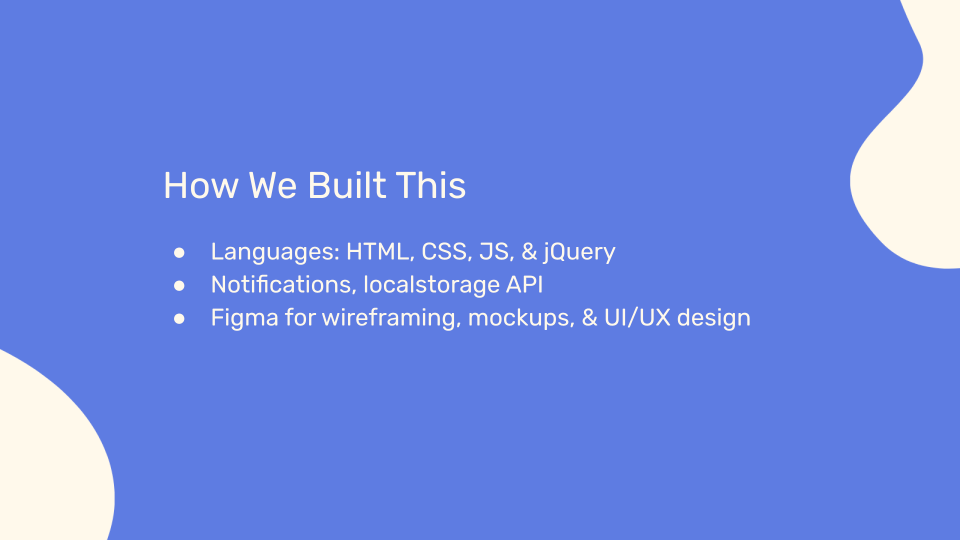 How We Built This
● Languages: HTML, CSS, JS, & jQuery
● Notifications, localstorage API
● Figma for wireframing, mockups, & UI/UX design